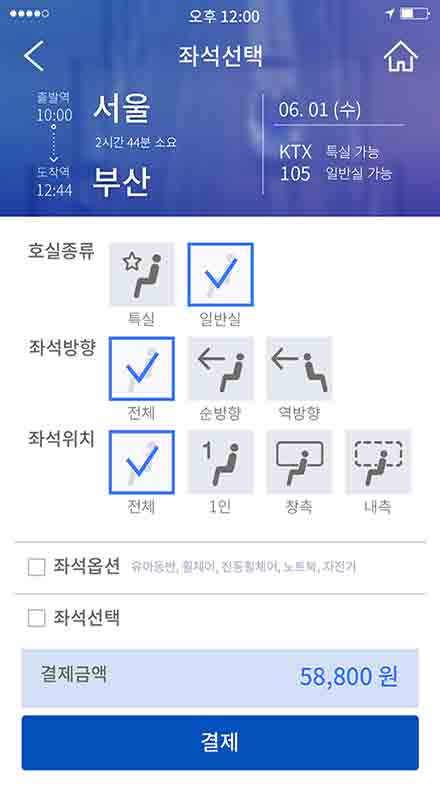 오후 12:00
좌석선택
출발역
10:00
서울
2시간 44분 소요
도착역
12:44
부산
06. 01 (수)
KTX 특실 가능
105 일반실 가능
호실종류
특실 일반실
좌석방향
전체 순방향 역방향
좌석위치
1
전체 1인 창측 내측
좌석옵션 유아동반, 휠체어, 전동휠체어, 노트북, 자전거
좌석선택
결제금액 58,800 원
결제